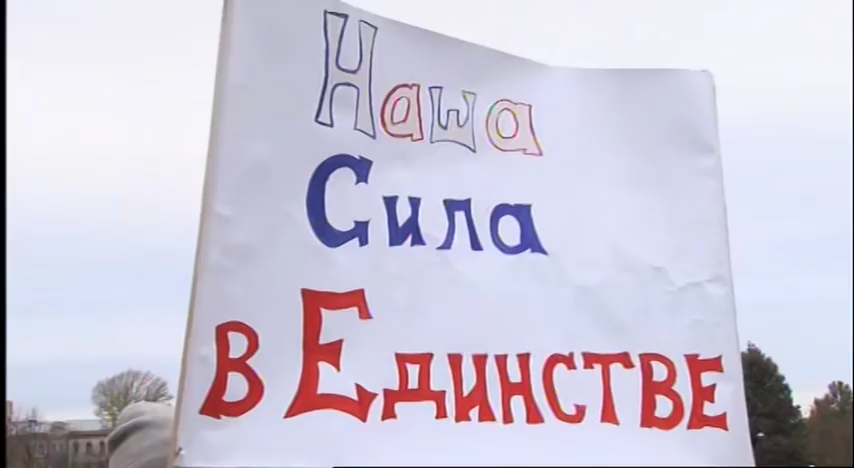 Наша
Сила
в Единстве